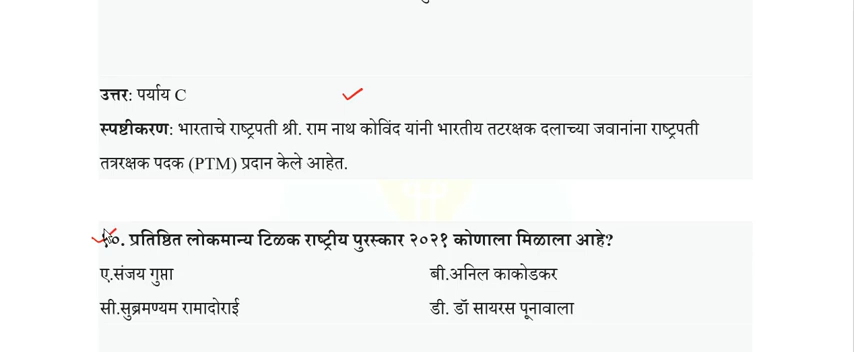 उत्तर: पर्याय C
स्पष्टीकरण: भारताचे राष्ट्रपती श्री. राम नाथ कोविंद यांनी भारतीय तटरक्षक दलाच्या जवानांना राष्ट्रपती
तत्ररक्षक पदक (PTM) प्रदान केले आहेत.
प्रतिष्ठित लोकमान्य टिळक राष्ट्रीय पुरस्कार २०२१ कोणाला मिळाला आहे?
ए.संजय गुप्ता बी.अनिल काकोडकर
सी.सुब्रमण्यम रामादोराई डी. डॉ सायरस पूनावाला